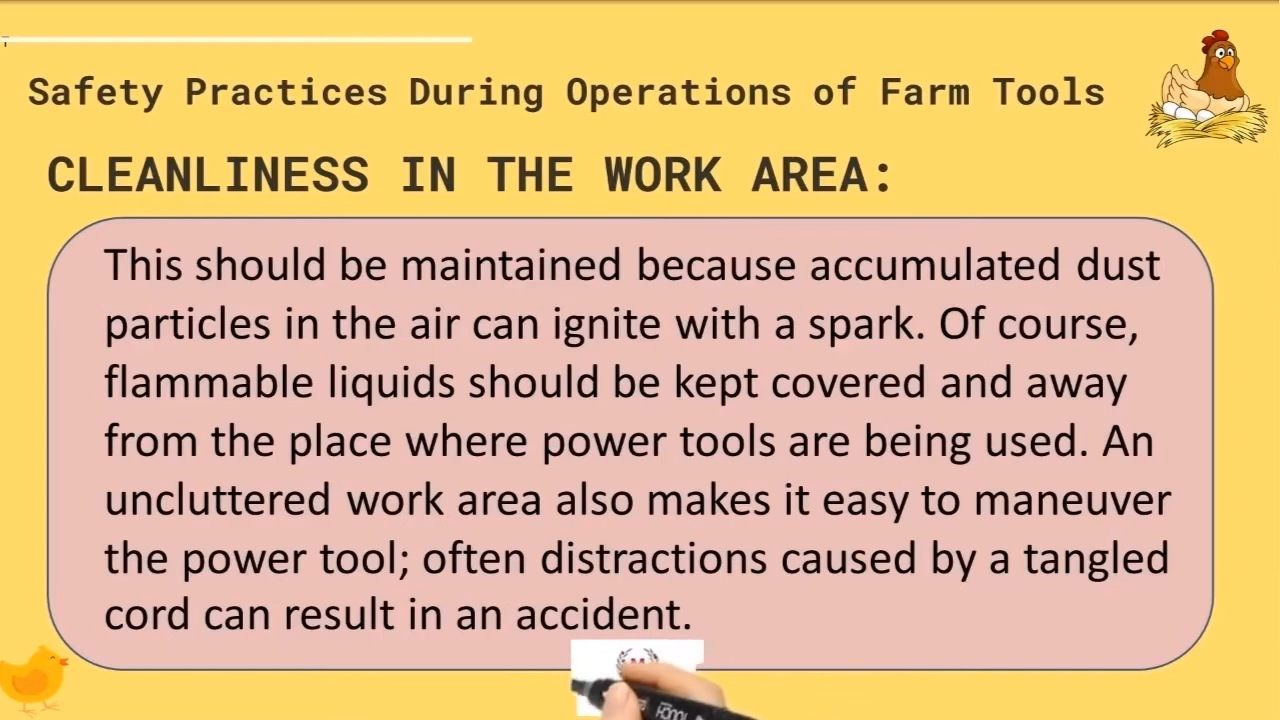 Safety Practices During Operations of Farm Tools
CLEANLINESS IN THE WORK AREA:
This should be maintained because accumulated dust
particles in the air can ignite with a spark. Of course,
flammable liquids should be kept covered and away
from the place where power tools are being used. An
uncluttered work area also makes it easy to maneuver
the power tool; often distractions caused by a tangled
cord can result in an accident.
M